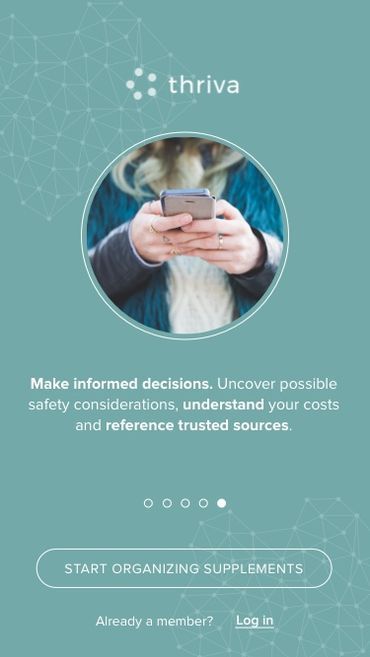 thriva
Make informed decisions. Uncover possible
safety considerations, understand your costs
and reference trusted sources.
START ORGANIZING SUPPLEMENTS
Already a member? Log in